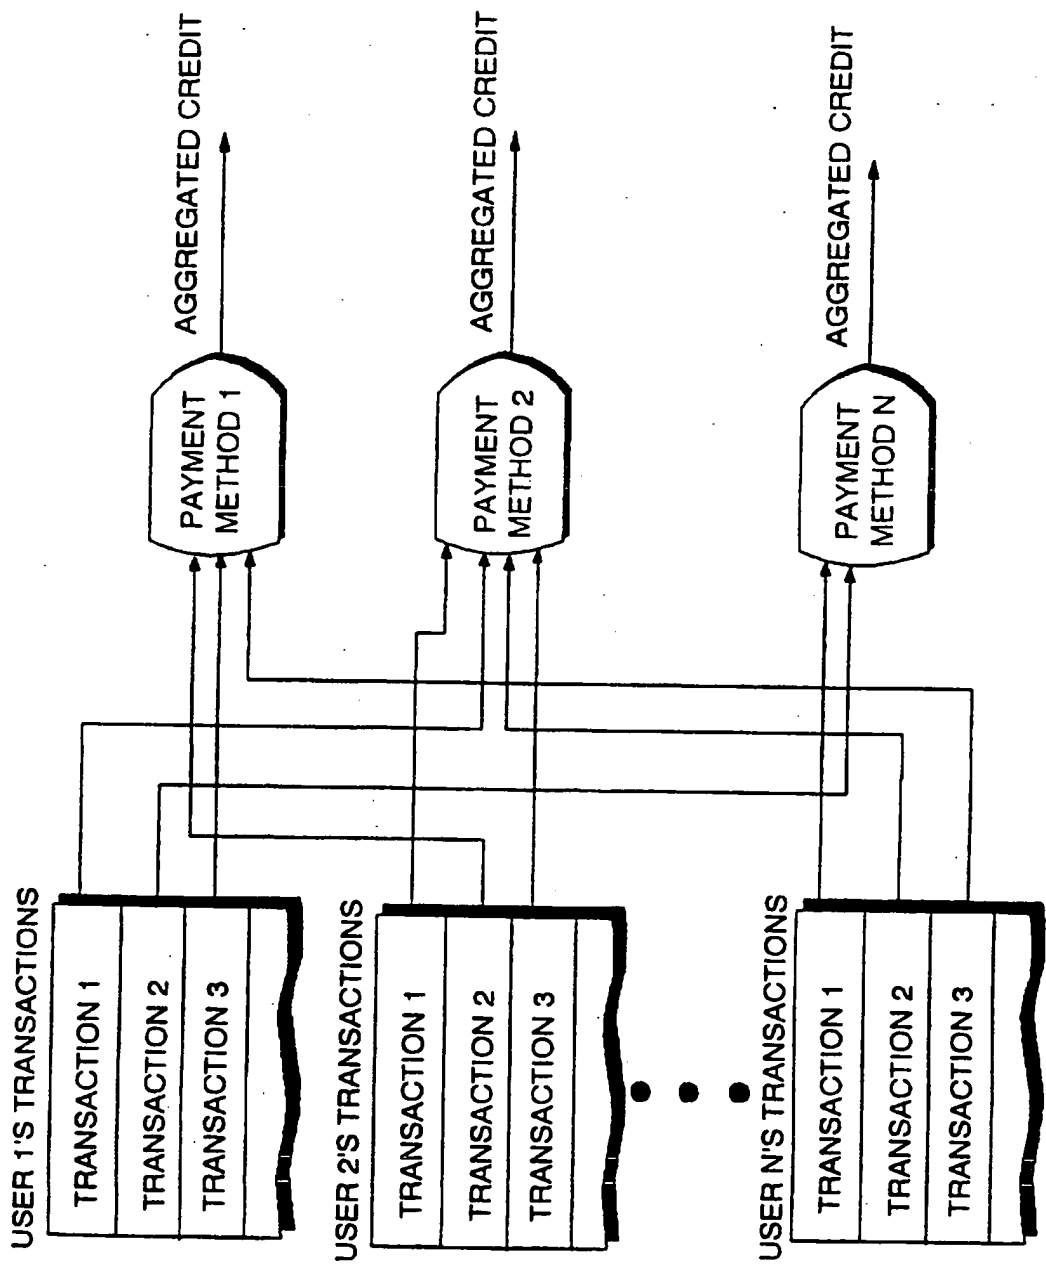 USER 1'S TRANSACTIONS
TRANSACTION 1
TRANSACTION 2
TRANSACTION 3
USER 2'S TRANSACTIONS
TRANSACTION 1
TRANSACTION 2
TRANSACTION 3
USER N'S TRANSACTIONS
TRANSACTION 1
TRANSACTION 2
TRANSACTION 3
PAYMENT
METHOD 1
PAYMENT
METHOD 2
PAYMENT
METHOD N
AGGREGATED CREDIT
AGGREGATED CREDIT
AGGREGATED CREDIT